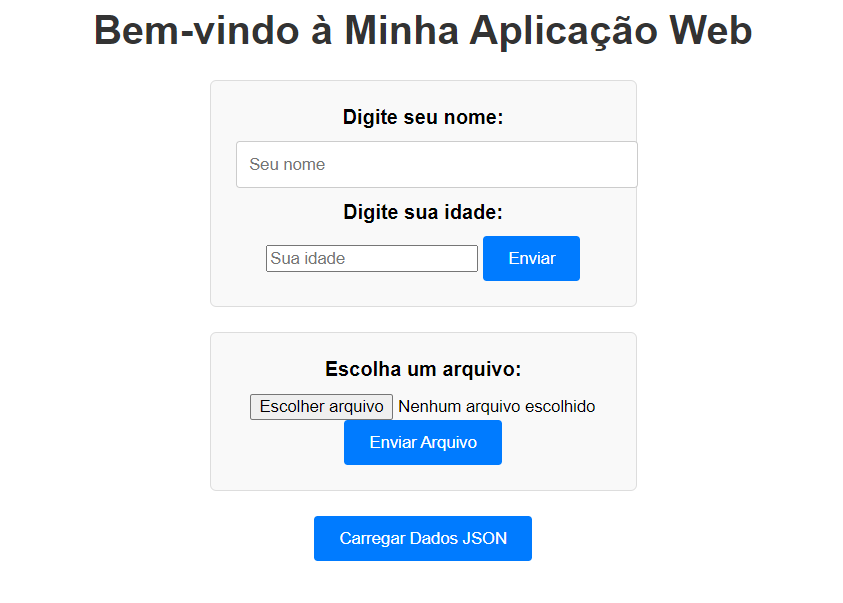 Bem-vindo à Minha Aplicação Web
Digite seu nome:
Seu nome
Digite sua idade:
Sua idade Enviar
Escolha um arquivo:
Escolher arquivo Nenhum arquivo escolhido
Enviar Arquivo
Carregar Dados JSON